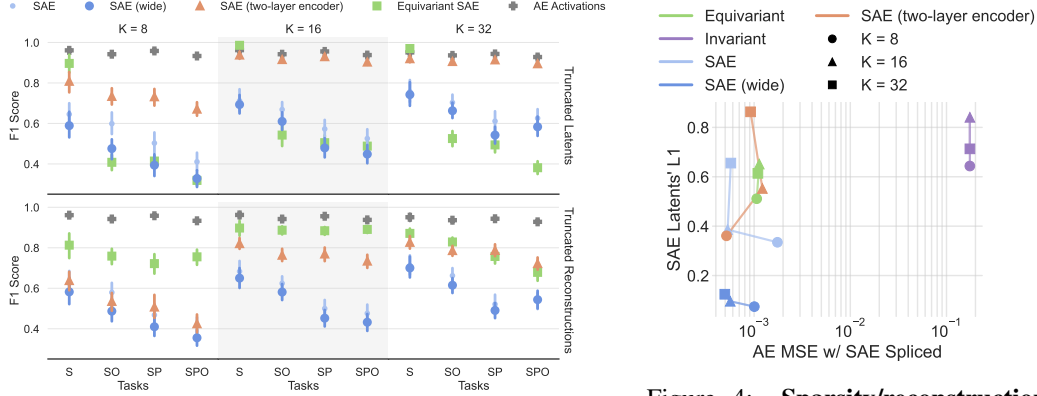 SAE SAE (wide) SAE (two-layer encoder) Equivariant SAE AE Activations
K = 8 K = 16 K = 32
1.0
0.8
0.6
0.4
F1 Score
Truncated Latents
1.0
0.8
0.6
0.4
F1 Score
Truncated Reconstructions
S SO SP SPO S SO SP SPO S SO SP SPO
Tasks Tasks Tasks
Equivariant SAE (two-layer encoder)
Invariant K = 8
SAE K = 16
SAE (wide) K = 32
0.8
0.6
0.4
0.2
SAE Latents' L1
10−3 10−2 10−1
AE MSE w/ SAE Spliced
Figure 4: Sparsity/reconstruction